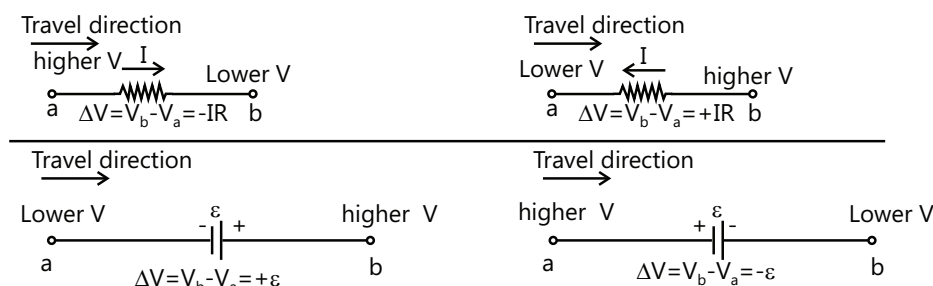 Travel direction
higher V I Lower V
a b
ΔV=V_b-V_a=-IR
Travel direction
Lower V I higher V
a b
ΔV=V_b-V_a=+IR
Travel direction
Lower V ε higher V
- +
a b
ΔV=V_b-V_a=+ε
Travel direction
higher V ε Lower V
+ -
a b
ΔV=V_b-V_a=-ε